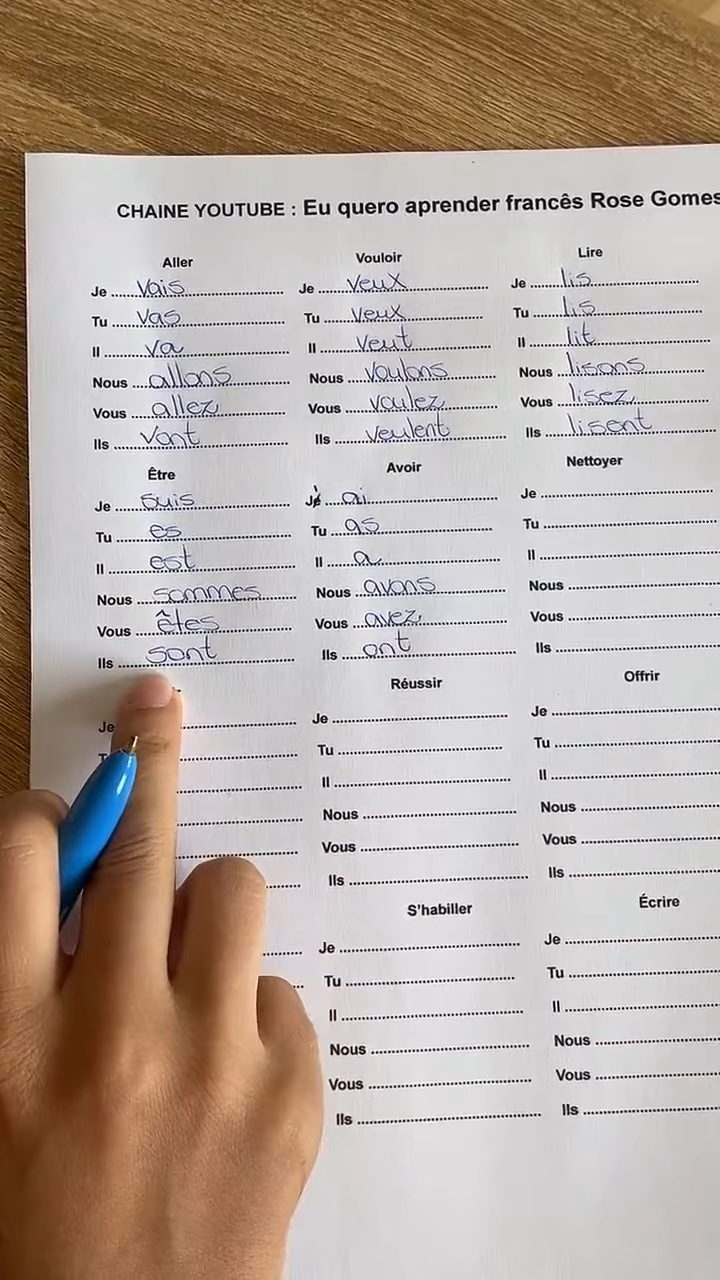 CHAINE YOUTUBE : Eu quero aprender francês Rose Gomes
Aller
Je vais
Tu vas
Il va
Nous allons
Vous allez
Ils vont
Vouloir
Je veux
Tu veux
Il veut
Nous voulons
Vous voulez
Ils veulent
Lire
Je lis
Tu lis
Il lit
Nous lisons
Vous lisez
Ils lisent
Être
Je suis
Tu es
Il est
Nous sommes
Vous êtes
Ils sont
Avoir
J' ai
Tu as
Il a
Nous avons
Vous avez
Ils ont
Nettoyer
Je
Tu
Il
Nous
Vous
Ils
Je
Réussir
Je
Tu
Il
Nous
Vous
Ils
Offrir
Je
Tu
Il
Nous
Vous
Ils
S'habiller
Je
Tu
Il
Nous
Vous
Ils
Écrire
Je
Tu
Il
Nous
Vous
Ils